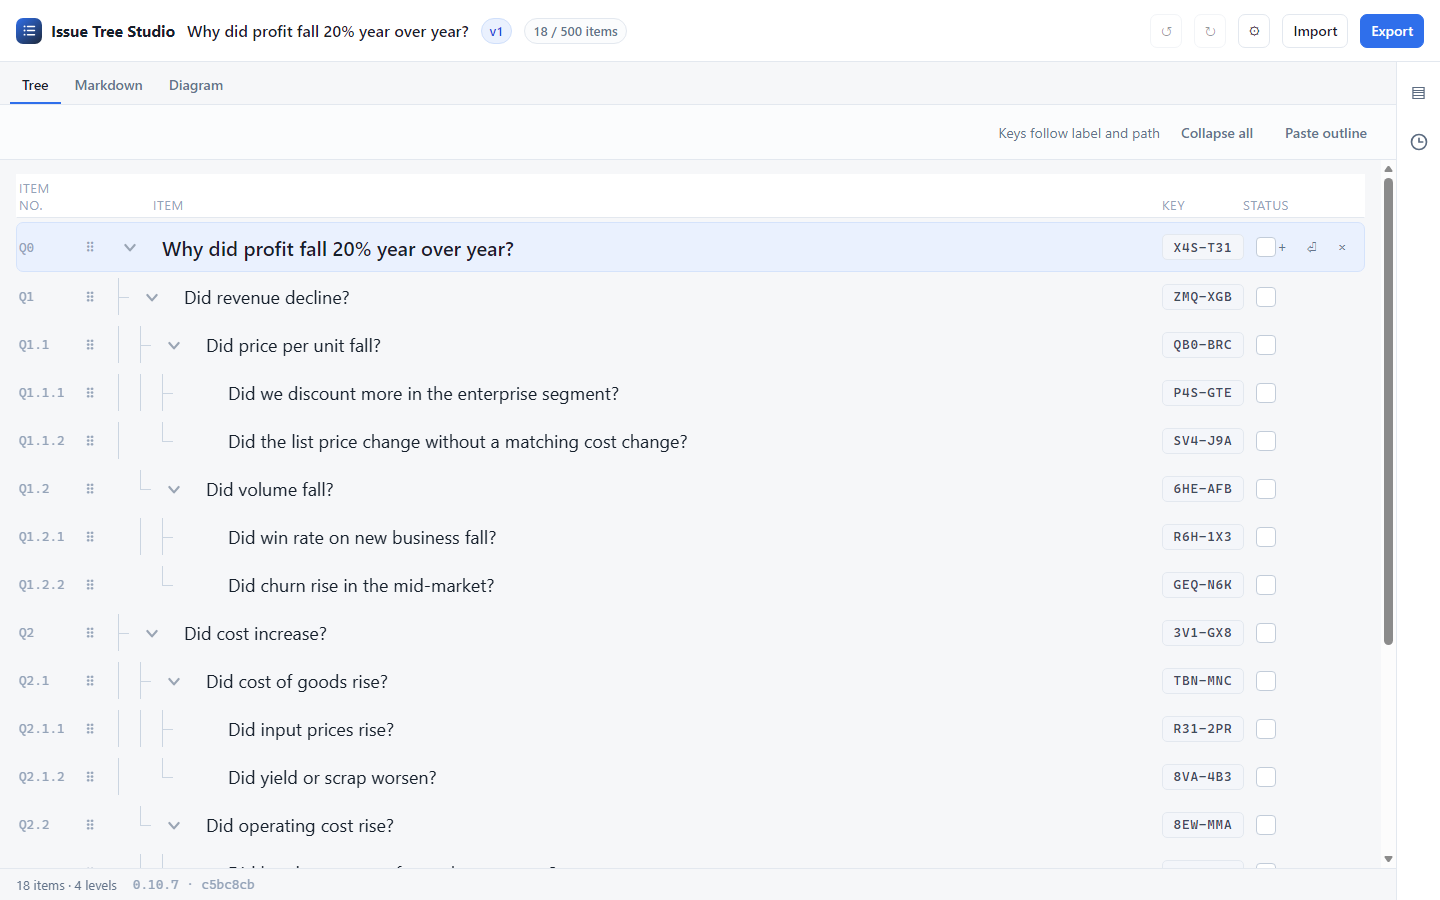 Issue Tree Studio Why did profit fall 20% year over year? v1 18 / 500 items Import Export
Tree Markdown Diagram
Keys follow label and path Collapse all Paste outline
ITEM NO. ITEM KEY STATUS
Q0 Why did profit fall 20% year over year? X4S-T31
Q1 Did revenue decline? ZMQ-XGB
Q1.1 Did price per unit fall? QB0-BRC
Q1.1.1 Did we discount more in the enterprise segment? P4S-GTE
Q1.1.2 Did the list price change without a matching cost change? SV4-J9A
Q1.2 Did volume fall? 6HE-AFB
Q1.2.1 Did win rate on new business fall? R6H-1X3
Q1.2.2 Did churn rise in the mid-market? GEQ-N6K
Q2 Did cost increase? 3V1-GX8
Q2.1 Did cost of goods rise? TBN-MNC
Q2.1.1 Did input prices rise? R31-2PR
Q2.1.2 Did yield or scrap worsen? 8VA-4B3
Q2.2 Did operating cost rise? 8EW-MMA
18 items · 4 levels 0.10.7 · c5bc8cb